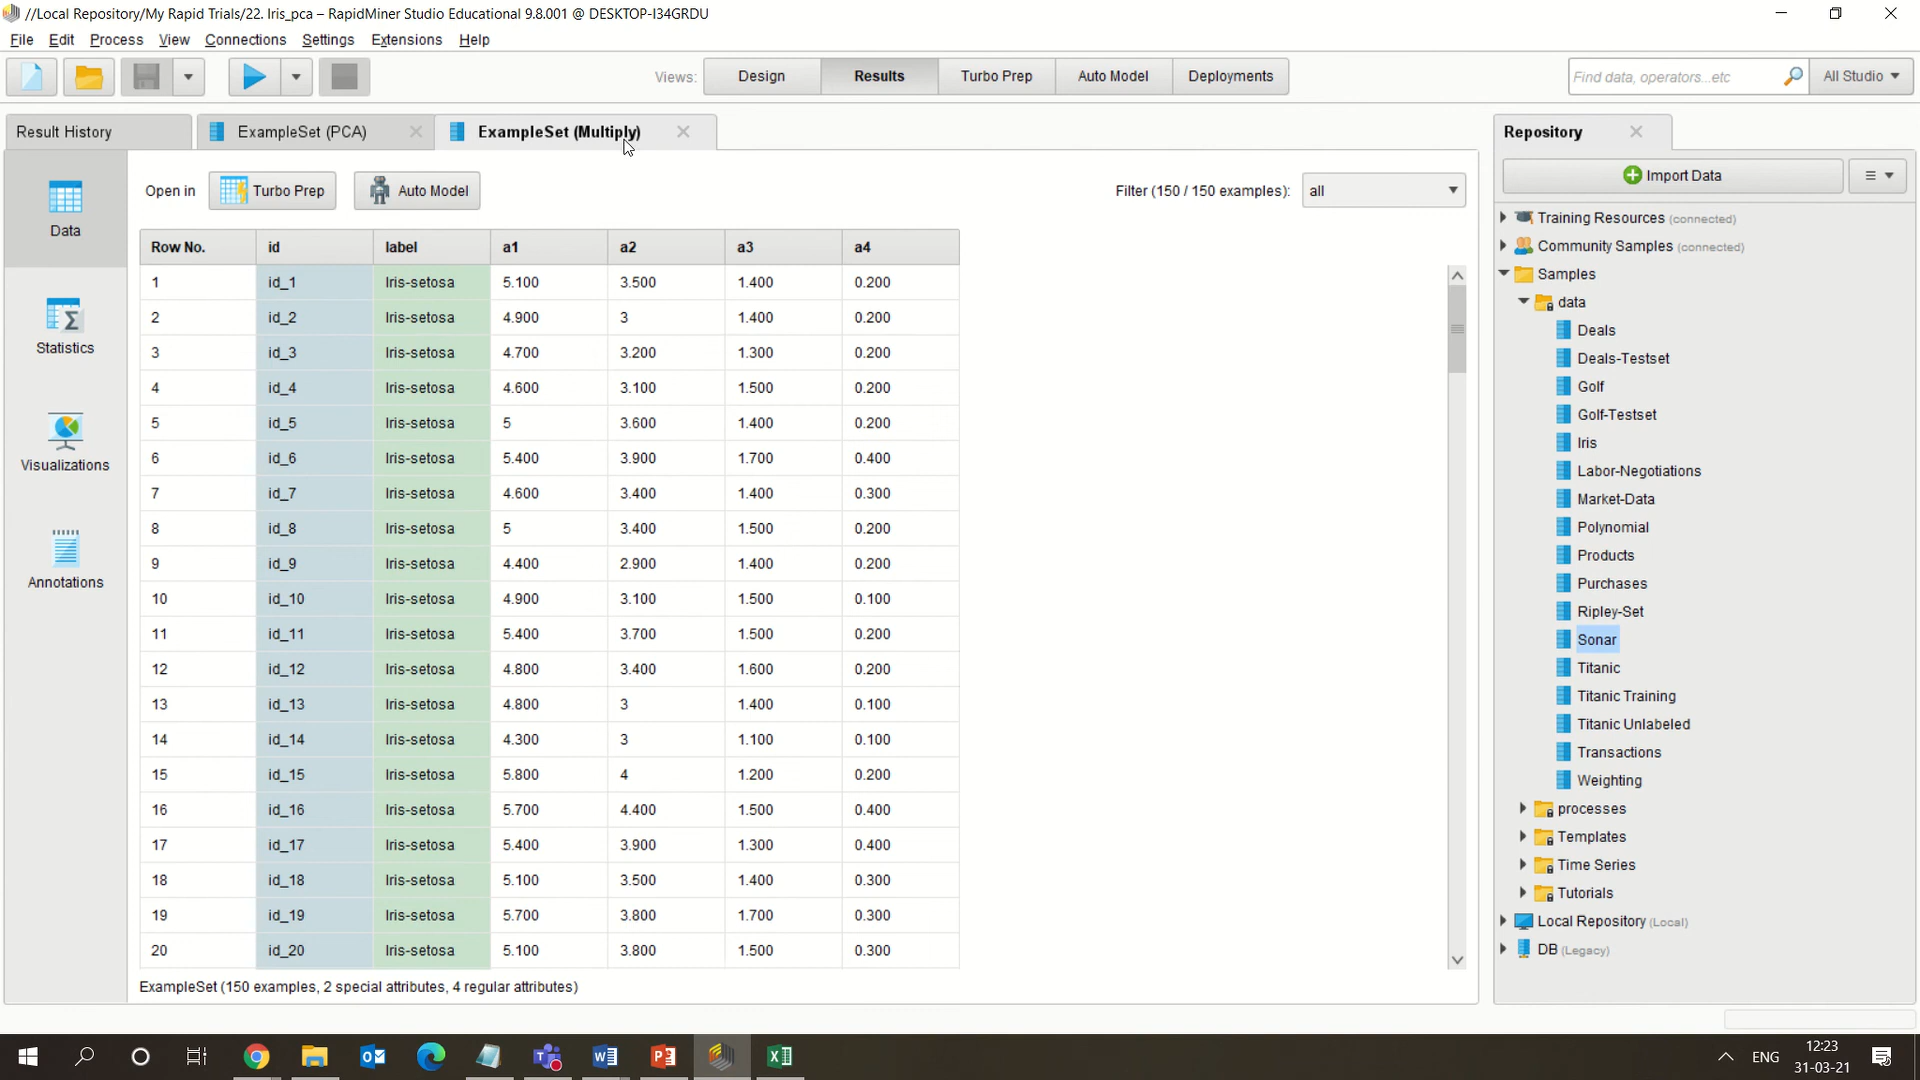 //Local Repository/My Rapid Trials/22. Iris_pca – RapidMiner Studio Educational 9.8.001 @ DESKTOP-I34GRDU
File Edit Process View Connections Settings Extensions Help
Views: Design Results Turbo Prep Auto Model Deployments Find data, operators...etc All Studio
Result History ExampleSet (PCA) ExampleSet (Multiply) Repository
Open in Turbo Prep Auto Model Filter (150 / 150 examples): all
Data
Statistics
Visualizations
Annotations
Row No. id label a1 a2 a3 a4
1 id_1 Iris-setosa 5.100 3.500 1.400 0.200
2 id_2 Iris-setosa 4.900 3 1.400 0.200
3 id_3 Iris-setosa 4.700 3.200 1.300 0.200
4 id_4 Iris-setosa 4.600 3.100 1.500 0.200
5 id_5 Iris-setosa 5 3.600 1.400 0.200
6 id_6 Iris-setosa 5.400 3.900 1.700 0.400
7 id_7 Iris-setosa 4.600 3.400 1.400 0.300
8 id_8 Iris-setosa 5 3.400 1.500 0.200
9 id_9 Iris-setosa 4.400 2.900 1.400 0.200
10 id_10 Iris-setosa 4.900 3.100 1.500 0.100
11 id_11 Iris-setosa 5.400 3.700 1.500 0.200
12 id_12 Iris-setosa 4.800 3.400 1.600 0.200
13 id_13 Iris-setosa 4.800 3 1.400 0.100
14 id_14 Iris-setosa 4.300 3 1.100 0.100
15 id_15 Iris-setosa 5.800 4 1.200 0.200
16 id_16 Iris-setosa 5.700 4.400 1.500 0.400
17 id_17 Iris-setosa 5.400 3.900 1.300 0.400
18 id_18 Iris-setosa 5.100 3.500 1.400 0.300
19 id_19 Iris-setosa 5.700 3.800 1.700 0.300
20 id_20 Iris-setosa 5.100 3.800 1.500 0.300
ExampleSet (150 examples, 2 special attributes, 4 regular attributes)
Import Data
Training Resources (connected)
Community Samples (connected)
Samples
data
Deals
Deals-Testset
Golf
Golf-Testset
Iris
Labor-Negotiations
Market-Data
Polynomial
Products
Purchases
Ripley-Set
Sonar
Titanic
Titanic Training
Titanic Unlabeled
Transactions
Weighting
processes
Templates
Time Series
Tutorials
Local Repository (Local)
DB (Legacy)
ENG
12:23
31-03-21